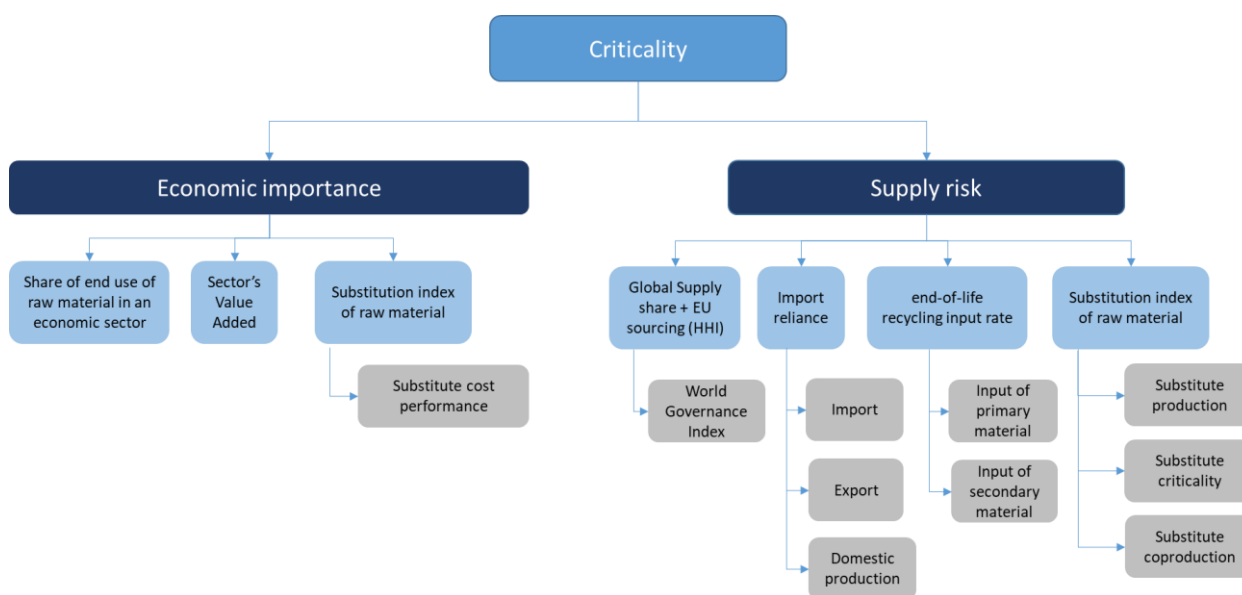 Criticality
Economic importance
Supply risk
Share of end use of
raw material in an
economic sector
Sector's
Value
Added
Substitution index
of raw material
Global Supply
share + EU
sourcing (HHI)
Import
reliance
end-of-life
recycling input rate
Substitution index
of raw material
Substitute cost
performance
World
Governance
Index
Import
Export
Domestic
production
Input of
primary
material
Input of
secondary
material
Substitute
production
Substitute
criticality
Substitute
coproduction